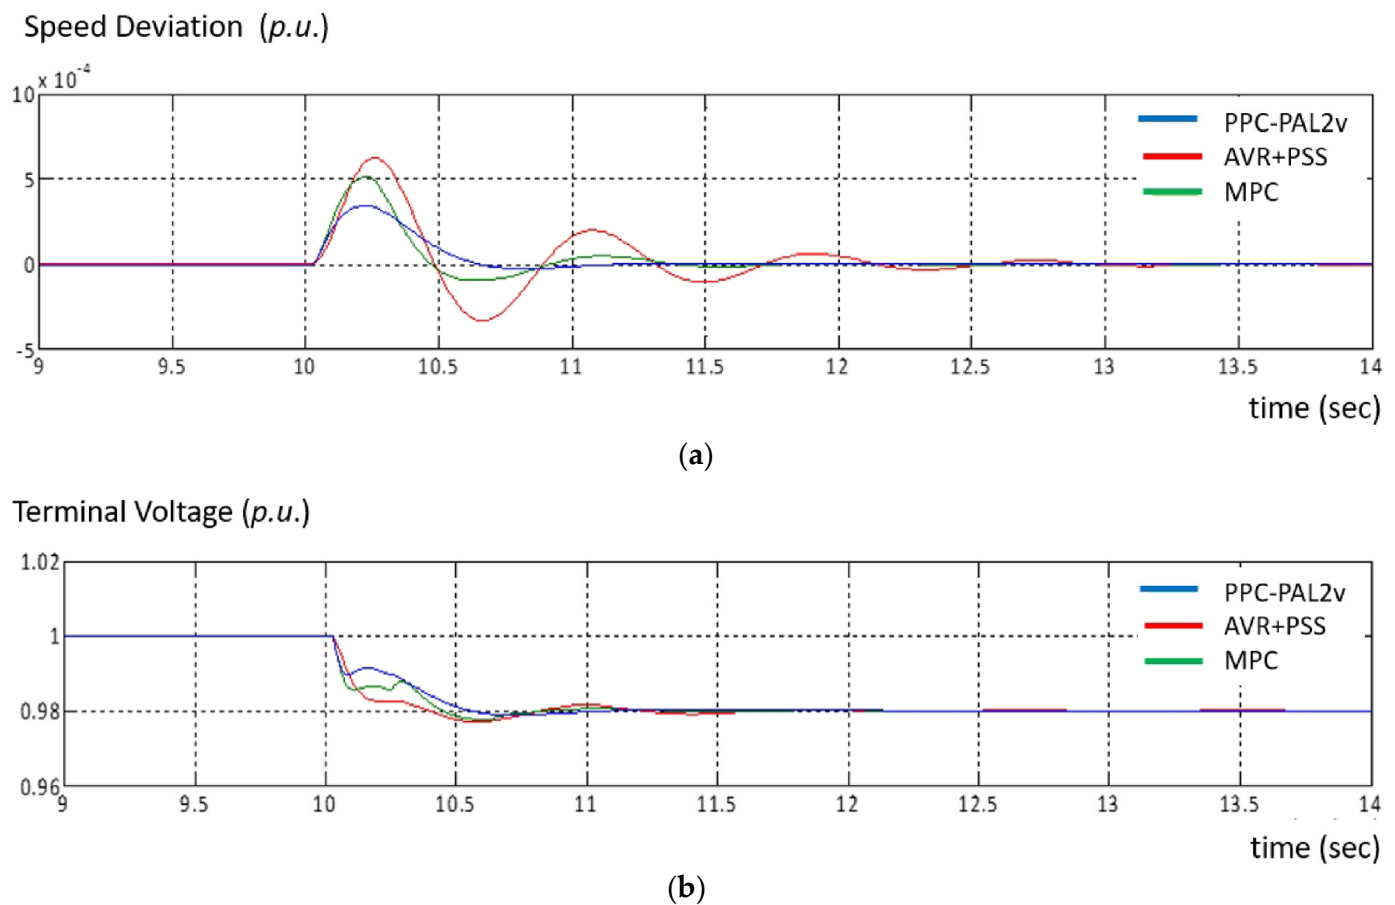 Speed Deviation (p.u.)
x 10-4
10
PPC-PAL2v
AVR+PSS
5
MPC
0
-5
9 9.5 10 10.5 11 11.5 12 12.5 13 13.5 14
time (sec)
(a)
Terminal Voltage (p.u.)
1.02
PPC-PAL2v
1
AVR+PSS
MPC
0.98
0.96
9 9.5 10 10.5 11 11.5 12 12.5 13 13.5 14
time (sec)
(b)